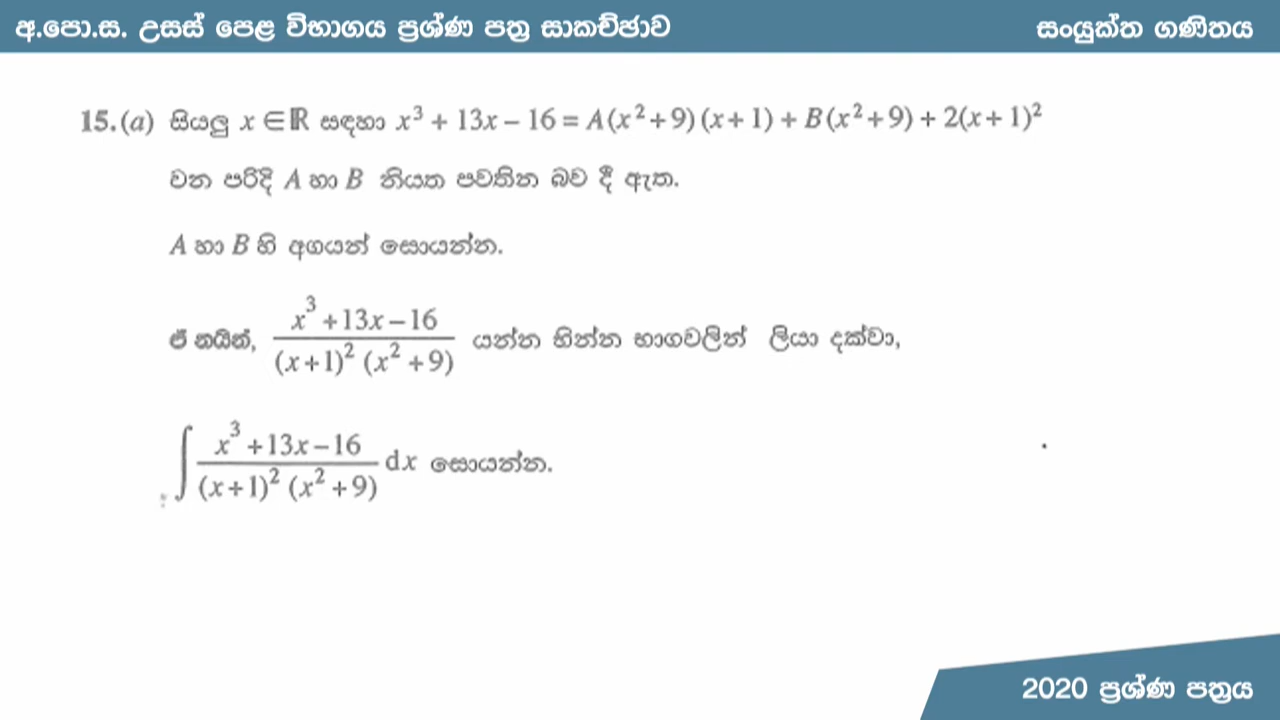 අ.පො.ස. උසස් පෙළ විභාගය ප්‍රශ්ණ පත්‍ර සාකච්ඡාව
සංයුක්ත ගණිතය
15.(a) සියලු x ∈ ℝ සඳහා x³ + 13x − 16 = A(x² + 9)(x + 1) + B(x² + 9) + 2(x + 1)²
වන පරිදි A හා B නියත පවතින බව දී ඇත.
A හා B හි අගයන් සොයන්න.
ඒ නයින්, (x³ + 13x − 16)/((x + 1)² (x² + 9)) යන්න භින්න භාගවලින් ලියා දක්වා,
∫ (x³ + 13x − 16)/((x + 1)² (x² + 9)) dx සොයන්න.
2020 ප්‍රශ්ණ පත්‍රය